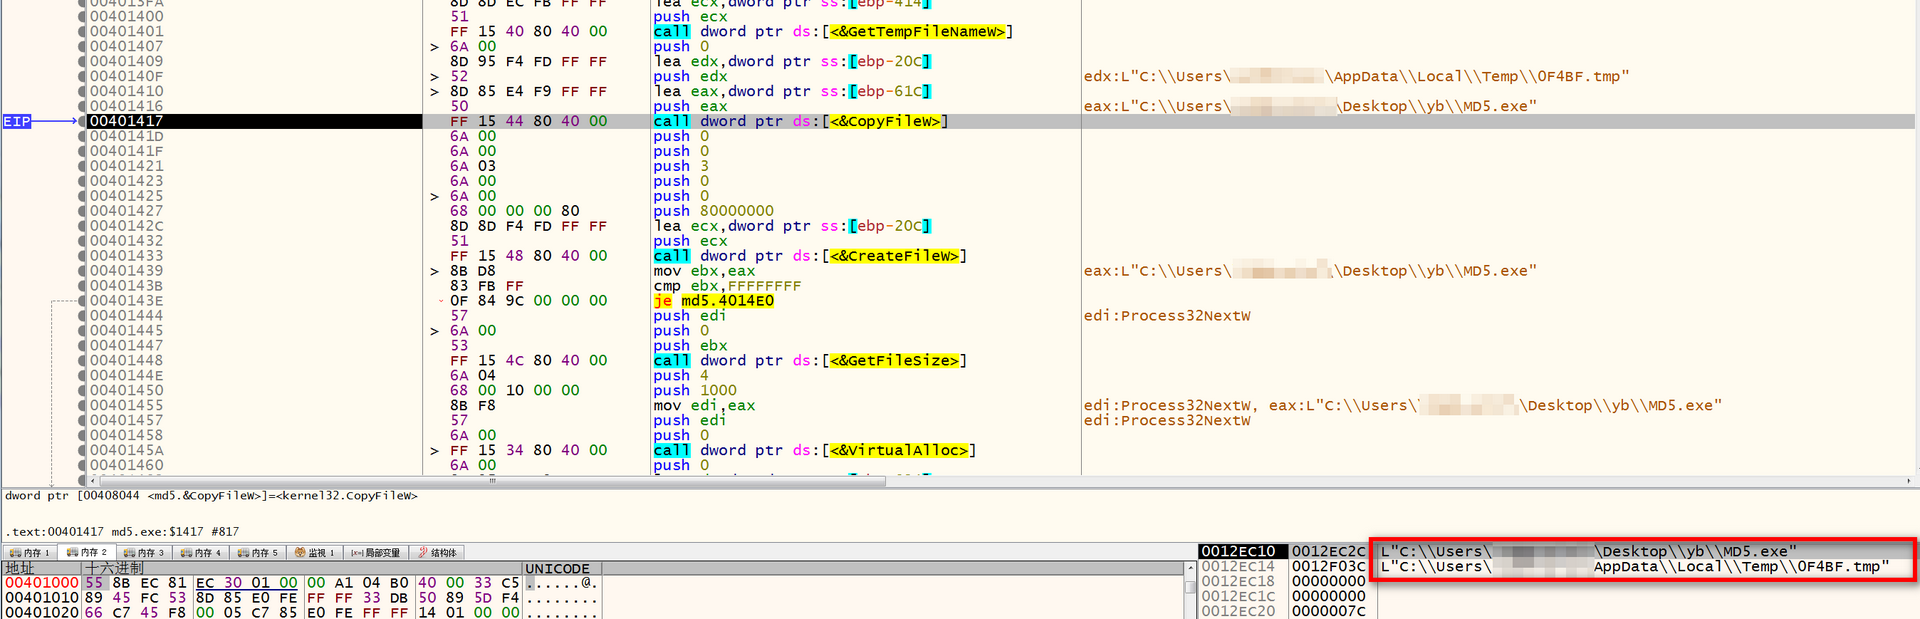 004013FA 8D 8D EC FB FF FF lea ecx,dword ptr ss:[ebp-414]
00401400 51 push ecx
00401401 FF 15 40 80 40 00 call dword ptr ds:[<&GetTempFileNameW>]
00401407 > 6A 00 push 0
00401409 8D 95 F4 FD FF FF lea edx,dword ptr ss:[ebp-20C]
0040140F > 52 push edx edx:L"C:\\Users\ \AppData\\Local\\Temp\\0F4BF.tmp"
00401410 > 8D 85 E4 F9 FF FF lea eax,dword ptr ss:[ebp-61C]
00401416 50 push eax eax:L"C:\\Users\ \Desktop\\yb\\MD5.exe"
EIP 00401417 FF 15 44 80 40 00 call dword ptr ds:[<&CopyFileW>]
0040141D 6A 00 push 0
0040141F 6A 00 push 0
00401421 6A 03 push 3
00401423 6A 00 push 0
00401425 > 6A 00 push 0
00401427 68 00 00 00 80 push 80000000
0040142C 8D 8D F4 FD FF FF lea ecx,dword ptr ss:[ebp-20C]
00401432 51 push ecx
00401433 FF 15 48 80 40 00 call dword ptr ds:[<&CreateFileW>]
00401439 > 8B D8 mov ebx,eax eax:L"C:\\Users\ \Desktop\\yb\\MD5.exe"
0040143B 83 FB FF cmp ebx,FFFFFFFF
0040143E 0F 84 9C 00 00 00 je md5.4014E0
00401444 57 push edi edi:Process32NextW
00401445 > 6A 00 push 0
00401447 53 push ebx
00401448 FF 15 4C 80 40 00 call dword ptr ds:[<&GetFileSize>]
0040144E 6A 04 push 4
00401450 68 00 10 00 00 push 1000
00401455 8B F8 mov edi,eax edi:Process32NextW, eax:L"C:\\Users\ \Desktop\\yb\\MD5.exe"
00401457 57 push edi edi:Process32NextW
00401458 6A 00 push 0
0040145A > FF 15 34 80 40 00 call dword ptr ds:[<&VirtualAlloc>]
00401460 6A 00 push 0
dword ptr [00408044 <md5.&CopyFileW>]=<kernel32.CopyFileW>
.text:00401417 md5.exe:$1417 #817
内存 1 内存 2 内存 3 内存 4 内存 5 监视 1 [x=] 局部变量 结构体
地址 十六进制 UNICODE
00401000 55 8B EC 81 EC 30 01 00 00 A1 04 B0 40 00 33 C5 ......@.
00401010 89 45 FC 53 8D 85 E0 FE FF FF 33 DB 50 89 5D F4 ........
00401020 66 C7 45 F8 00 05 C7 85 E0 FE FF FF 14 01 00 00 ........
0012EC10 0012EC2C L"C:\\Users\ \Desktop\\yb\\MD5.exe"
0012EC14 0012F03C L"C:\\Users\ AppData\\Local\\Temp\\0F4BF.tmp"
0012EC18 00000000
0012EC1C 00000000
0012EC20 0000007C